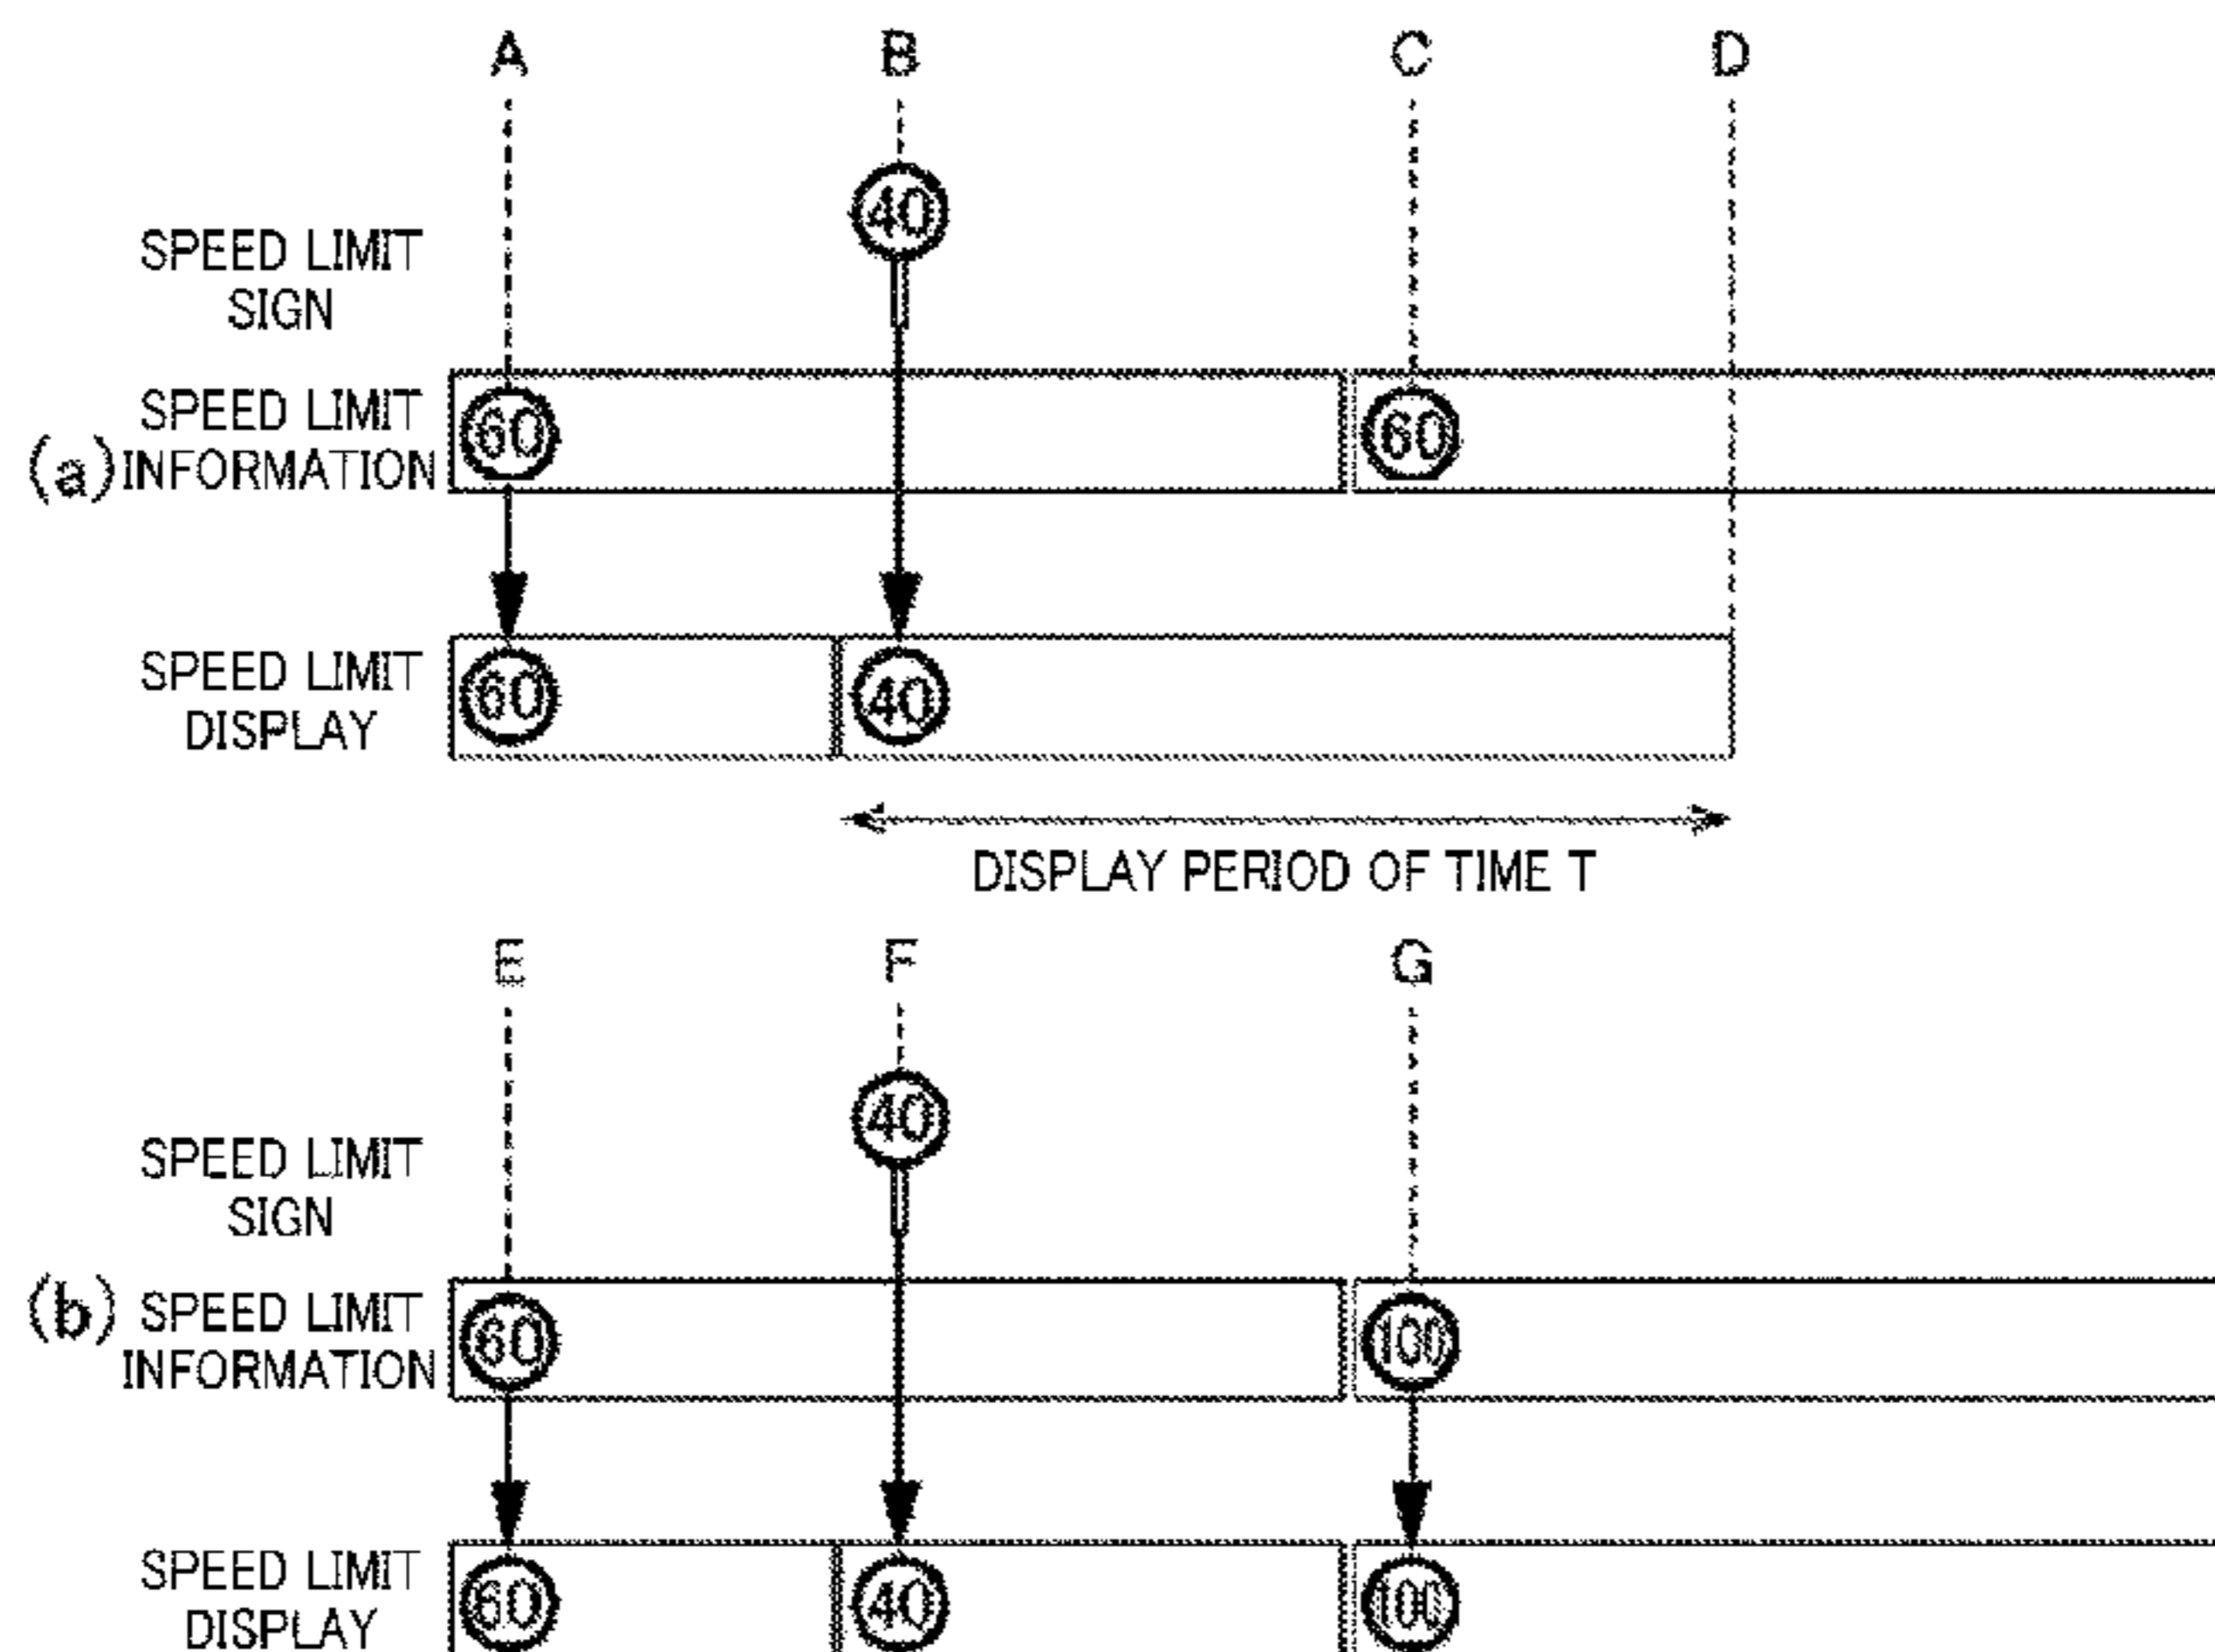 A B C D
40
SPEED LIMIT
SIGN
SPEED LIMIT
(a) INFORMATION
60 60
SPEED LIMIT
DISPLAY
60 40
DISPLAY PERIOD OF TIME T
E F G
40
SPEED LIMIT
SIGN
(b) SPEED LIMIT
INFORMATION
60 100
SPEED LIMIT
DISPLAY
60 40 100